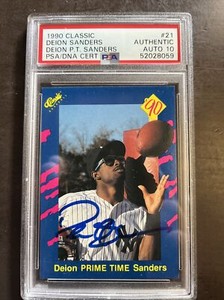 1990 CLASSIC #21
DEION SANDERS AUTHENTIC
DEION P.T. SANDERS AUTO 10
PSA/DNA CERT PSA 52028059
Classic
'90
Deion PRIME TIME Sanders